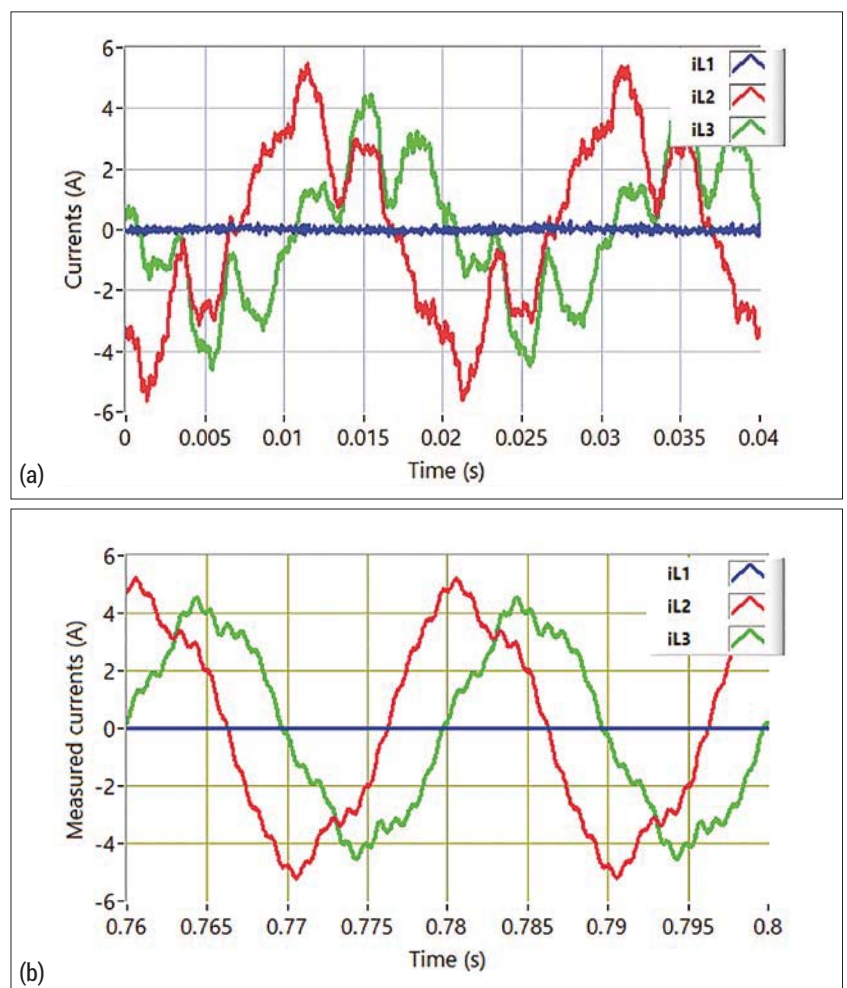 6
4
2
0
-2
-4
-6
Currents (A)
iL1
iL2
iL3
0 0.005 0.01 0.015 0.02 0.025 0.03 0.035 0.04
Time (s)
(a)
6
4
2
0
-2
-4
-6
Measured currents (A)
iL1
iL2
iL3
0.76 0.765 0.77 0.775 0.78 0.785 0.79 0.795 0.8
Time (s)
(b)